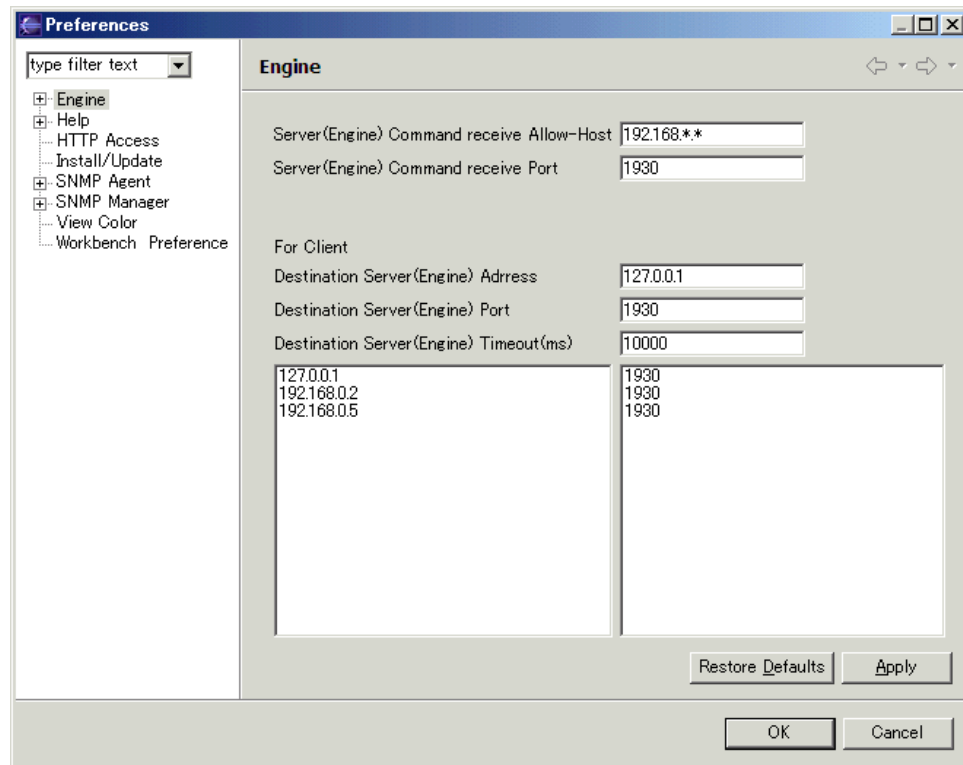 Preferences
type filter text
Engine
Help
HTTP Access
Install/Update
SNMP Agent
SNMP Manager
View Color
Workbench Preference
Engine
Server(Engine) Command receive Allow-Host 192.168.*.*
Server(Engine) Command receive Port 1930
For Client
Destination Server(Engine) Adrress 127.0.0.1
Destination Server(Engine) Port 1930
Destination Server(Engine) Timeout(ms) 10000
127.0.0.1 1930
192.168.0.2 1930
192.168.0.5 1930
Restore Defaults Apply
OK Cancel